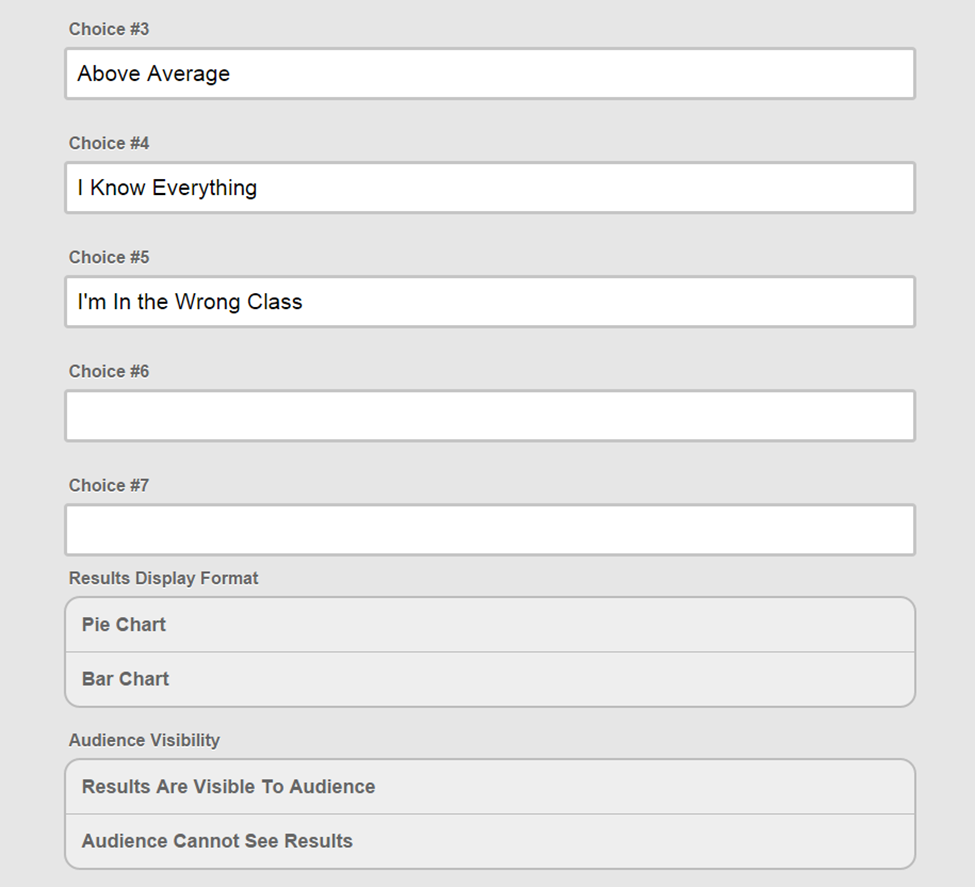 Choice #3
Above Average
Choice #4
I Know Everything
Choice #5
I'm In the Wrong Class
Choice #6
Choice #7
Results Display Format
Pie Chart
Bar Chart
Audience Visibility
Results Are Visible To Audience
Audience Cannot See Results